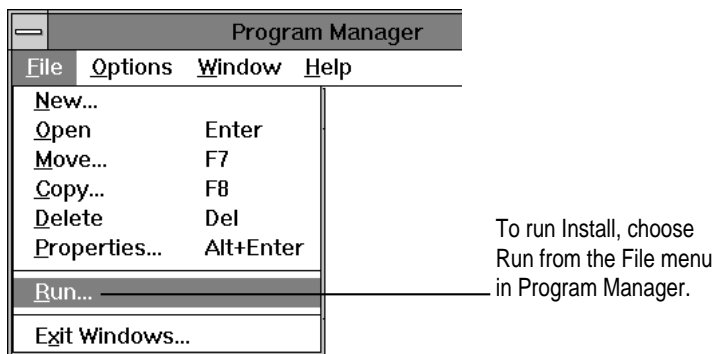 Program Manager
File Options Window Help
New...
Open Enter
Move... F7
Copy... F8
Delete Del
Properties... Alt+Enter
Run...
Exit Windows...
To run Install, choose
Run from the File menu
in Program Manager.